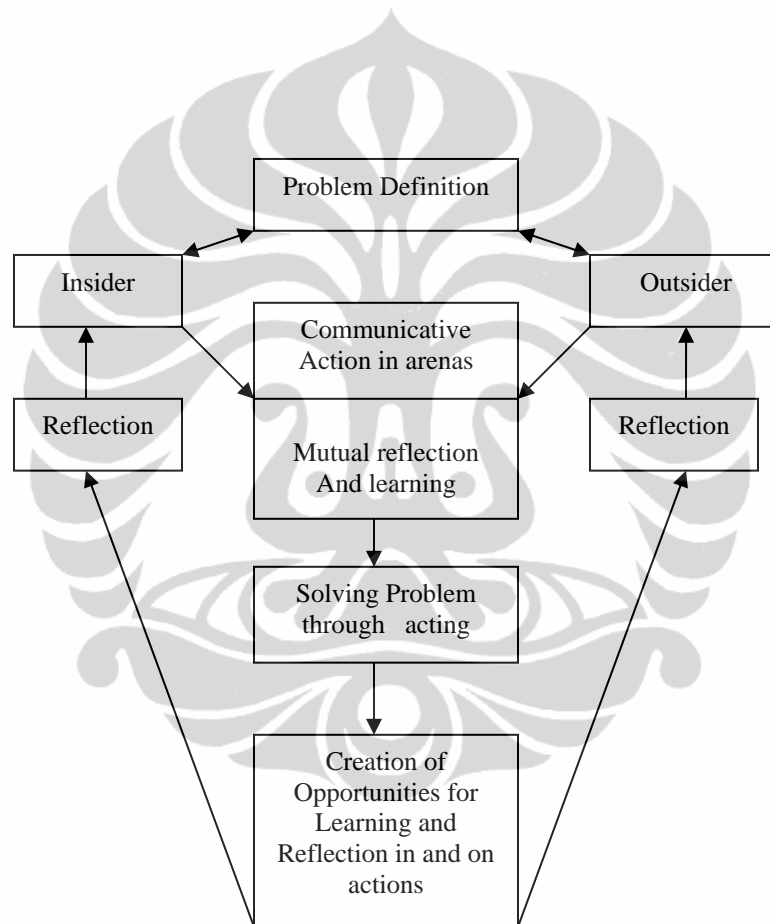 Problem Definition
Insider
Outsider
Communicative
Action in arenas
Reflection
Reflection
Mutual reflection
And learning
Solving Problem
through acting
Creation of
Opportunities for
Learning and
Reflection in and on
actions